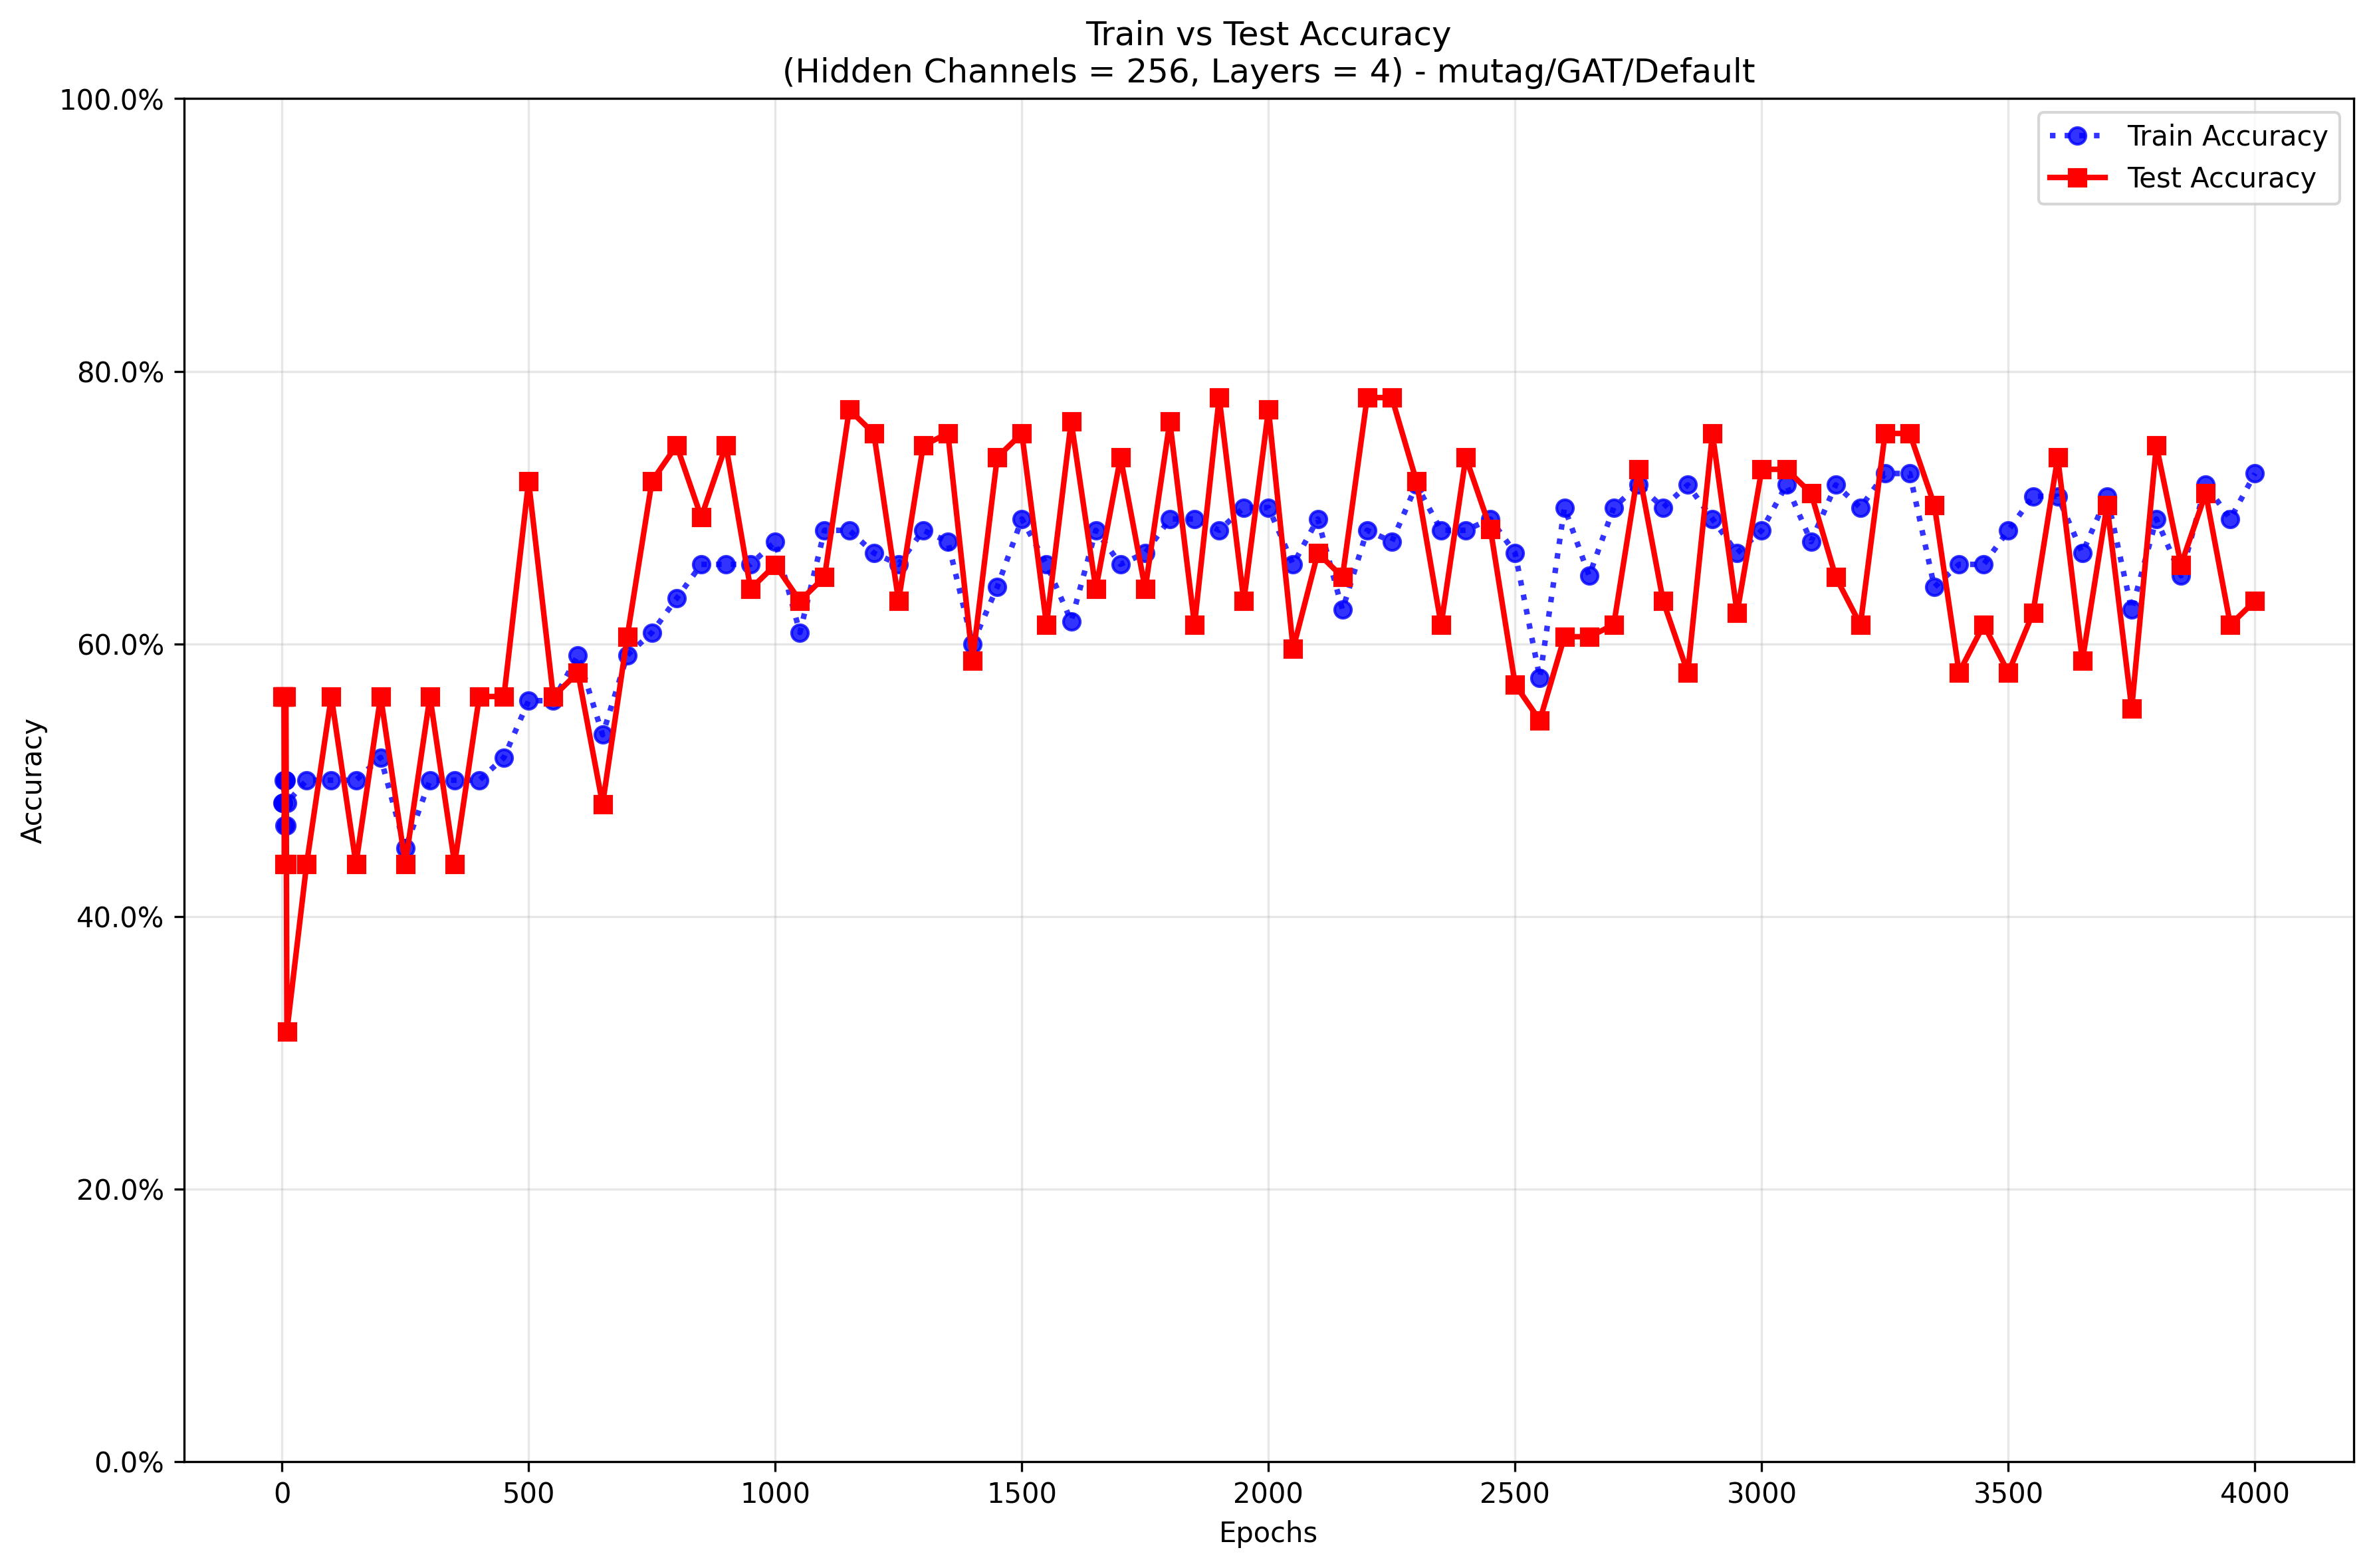 Train vs Test Accuracy
(Hidden Channels = 256, Layers = 4) - mutag/GAT/Default
100.0%
80.0%
60.0%
40.0%
20.0%
0.0%
Accuracy
Train Accuracy
Test Accuracy
0 500 1000 1500 2000 2500 3000 3500 4000
Epochs